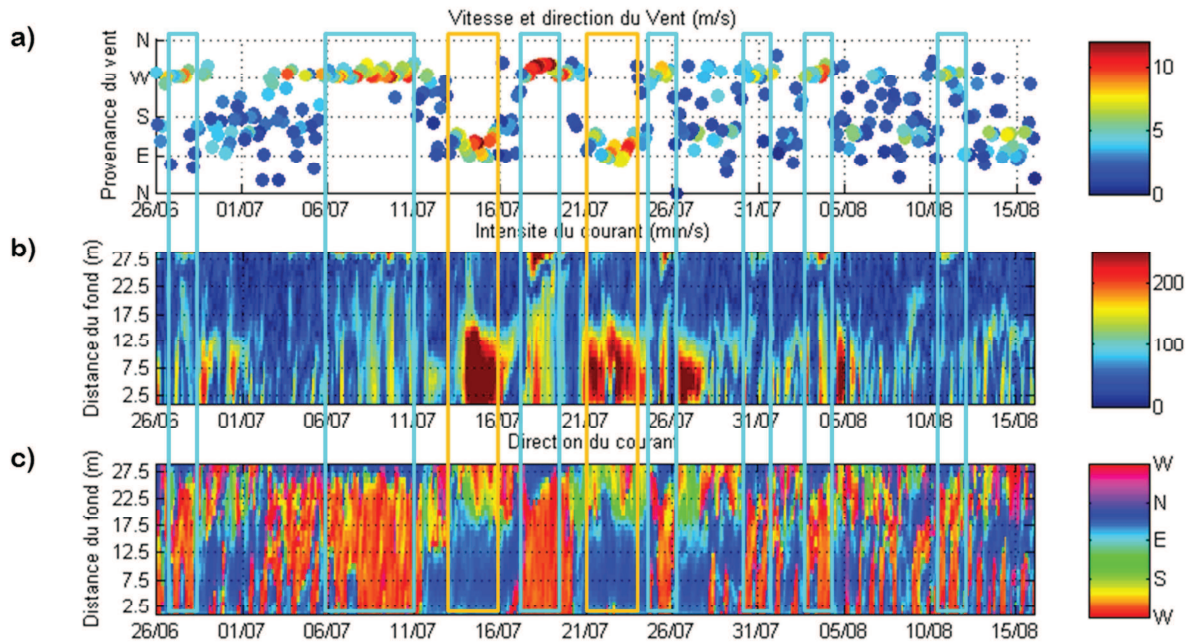 a)
Vitesse et direction du Vent (m/s)
Provenance du vent
N
W
S
E
N
26/06 01/07 06/07 11/07 16/07 21/07 26/07 31/07 05/08 10/08 15/08
10
5
0
b)
Intensite du courant (mm/s)
Distance du fond (m)
27.5
22.5
17.5
12.5
7.5
2.5
26/06 01/07 06/07 11/07 16/07 21/07 26/07 31/07 05/08 10/08 15/08
200
100
0
c)
Direction du courant
Distance du fond (m)
27.5
22.5
17.5
12.5
7.5
2.5
26/06 01/07 06/07 11/07 16/07 21/07 26/07 31/07 05/08 10/08 15/08
W
N
E
S
W